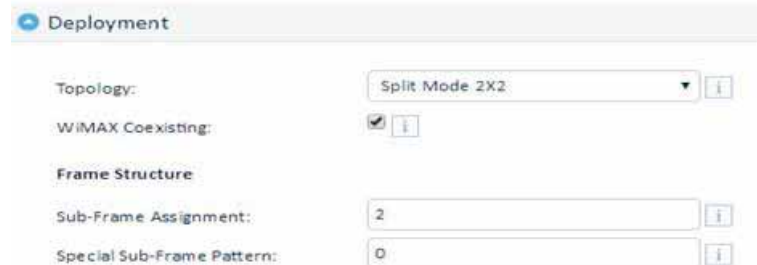 Deployment
Topology: Split Mode 2X2 i
WiMAX Coexisting: i
Frame Structure
Sub-Frame Assignment: 2 i
Special Sub-Frame Pattern: 0 i